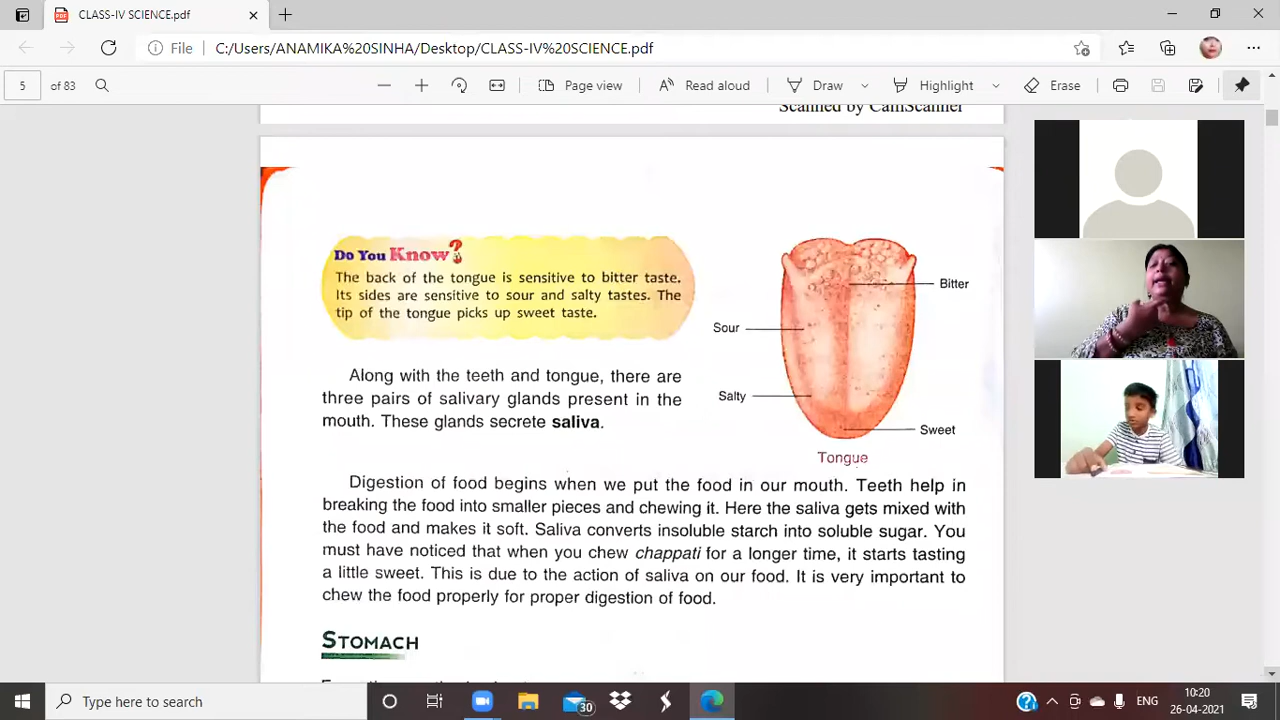 CLASS-IV SCIENCE.pdf
File C:/Users/ANAMIKA%20SINHA/Desktop/CLASS-IV%20SCIENCE.pdf
5 of 83 Page view Read aloud Draw Highlight Erase
Scanned by CamScanner
Do You Know?
The back of the tongue is sensitive to bitter taste.
Its sides are sensitive to sour and salty tastes. The
tip of the tongue picks up sweet taste.
Bitter
Sour
Salty
Sweet
Tongue
Along with the teeth and tongue, there are
three pairs of salivary glands present in the
mouth. These glands secrete saliva.
Digestion of food begins when we put the food in our mouth. Teeth help in
breaking the food into smaller pieces and chewing it. Here the saliva gets mixed with
the food and makes it soft. Saliva converts insoluble starch into soluble sugar. You
must have noticed that when you chew chappati for a longer time, it starts tasting
a little sweet. This is due to the action of saliva on our food. It is very important to
chew the food properly for proper digestion of food.
STOMACH
Type here to search
30
ENG
10:20
26-04-2021